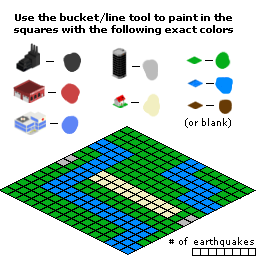 Use the bucket/line tool to paint in the
squares with the following exact colors
(or blank)
# of earthquakes